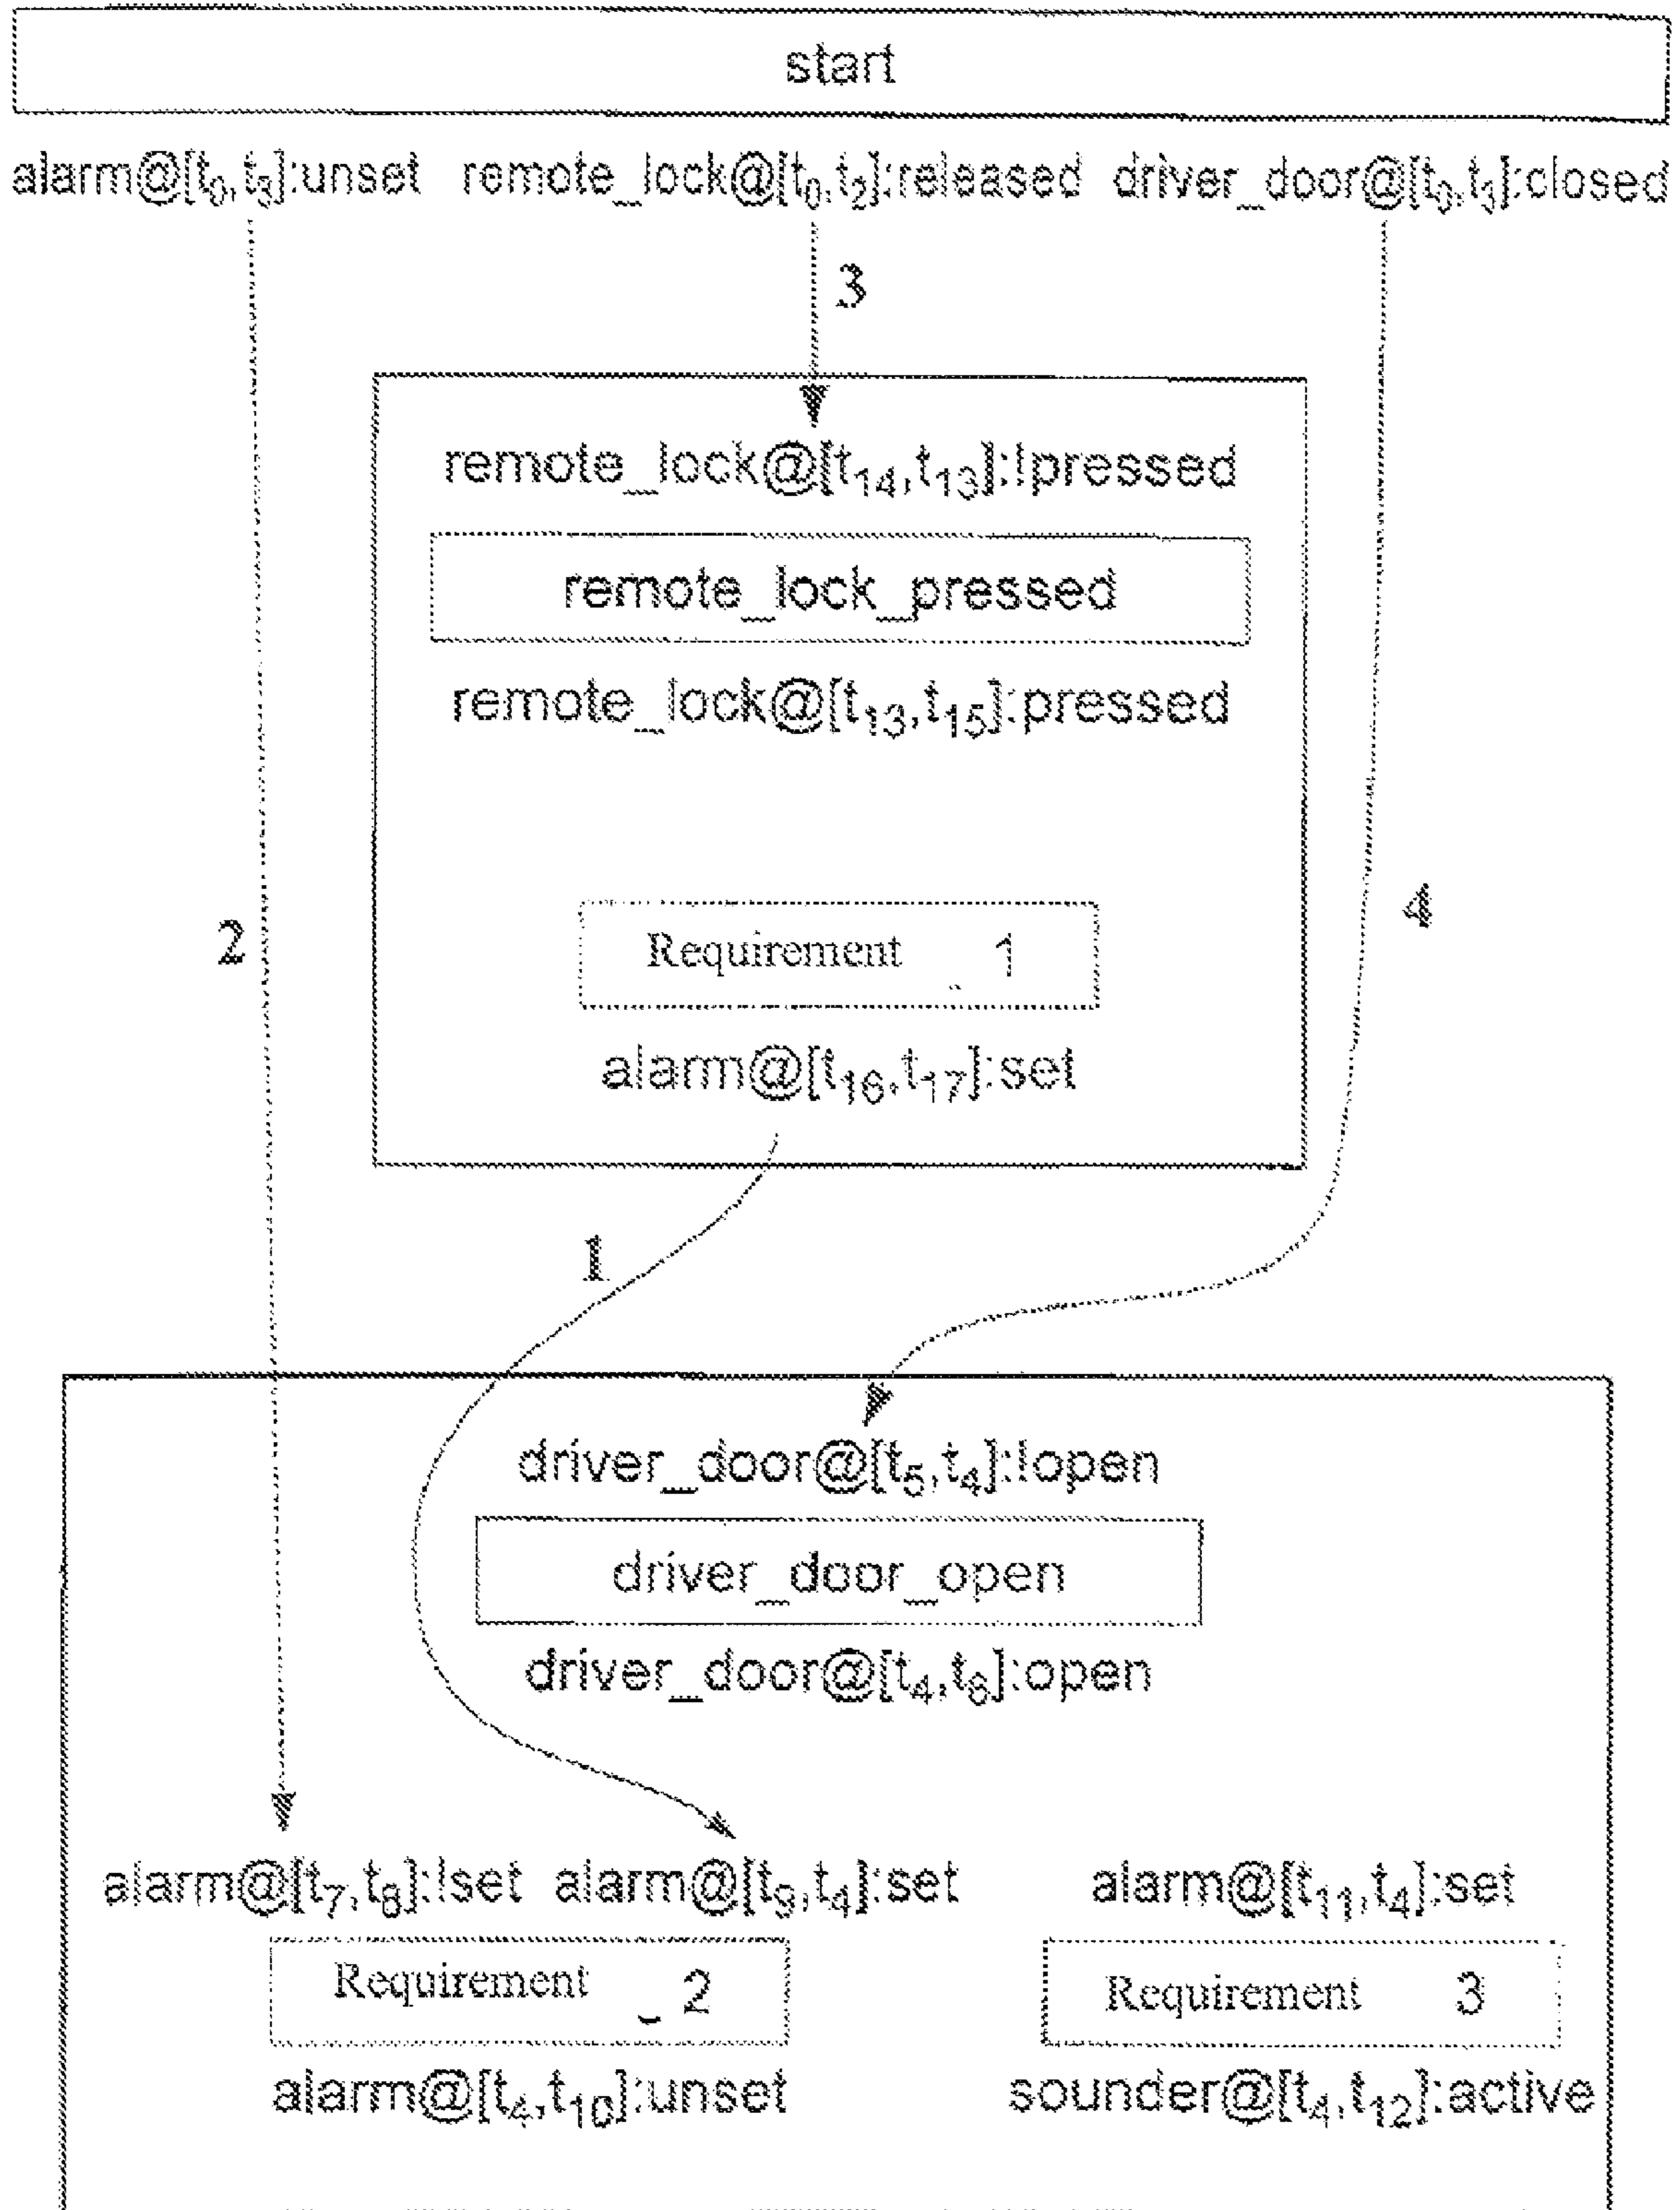 start
alarm@[t₀,t₃]:unset remote_lock@[t₀,t₂]:released driver_door@[t₀,t₁]:closed
3
remote_lock@[t₁₄,t₁₃]:!pressed
remote_lock_pressed
remote_lock@[t₁₃,t₁₅]:pressed
2
4
Requirement _ 1
alarm@[t₁₆,t₁₇]:set
1
driver_door@[t₅,t₄]:!open
driver_door_open
driver_door@[t₄,t₆]:open
alarm@[t₇,t₈]:!set alarm@[t₉,t₄]:set alarm@[t₁₁,t₄]:set
Requirement _ 2 Requirement 3
alarm@[t₄,t₁₀]:unset sounder@[t₄,t₁₂]:active